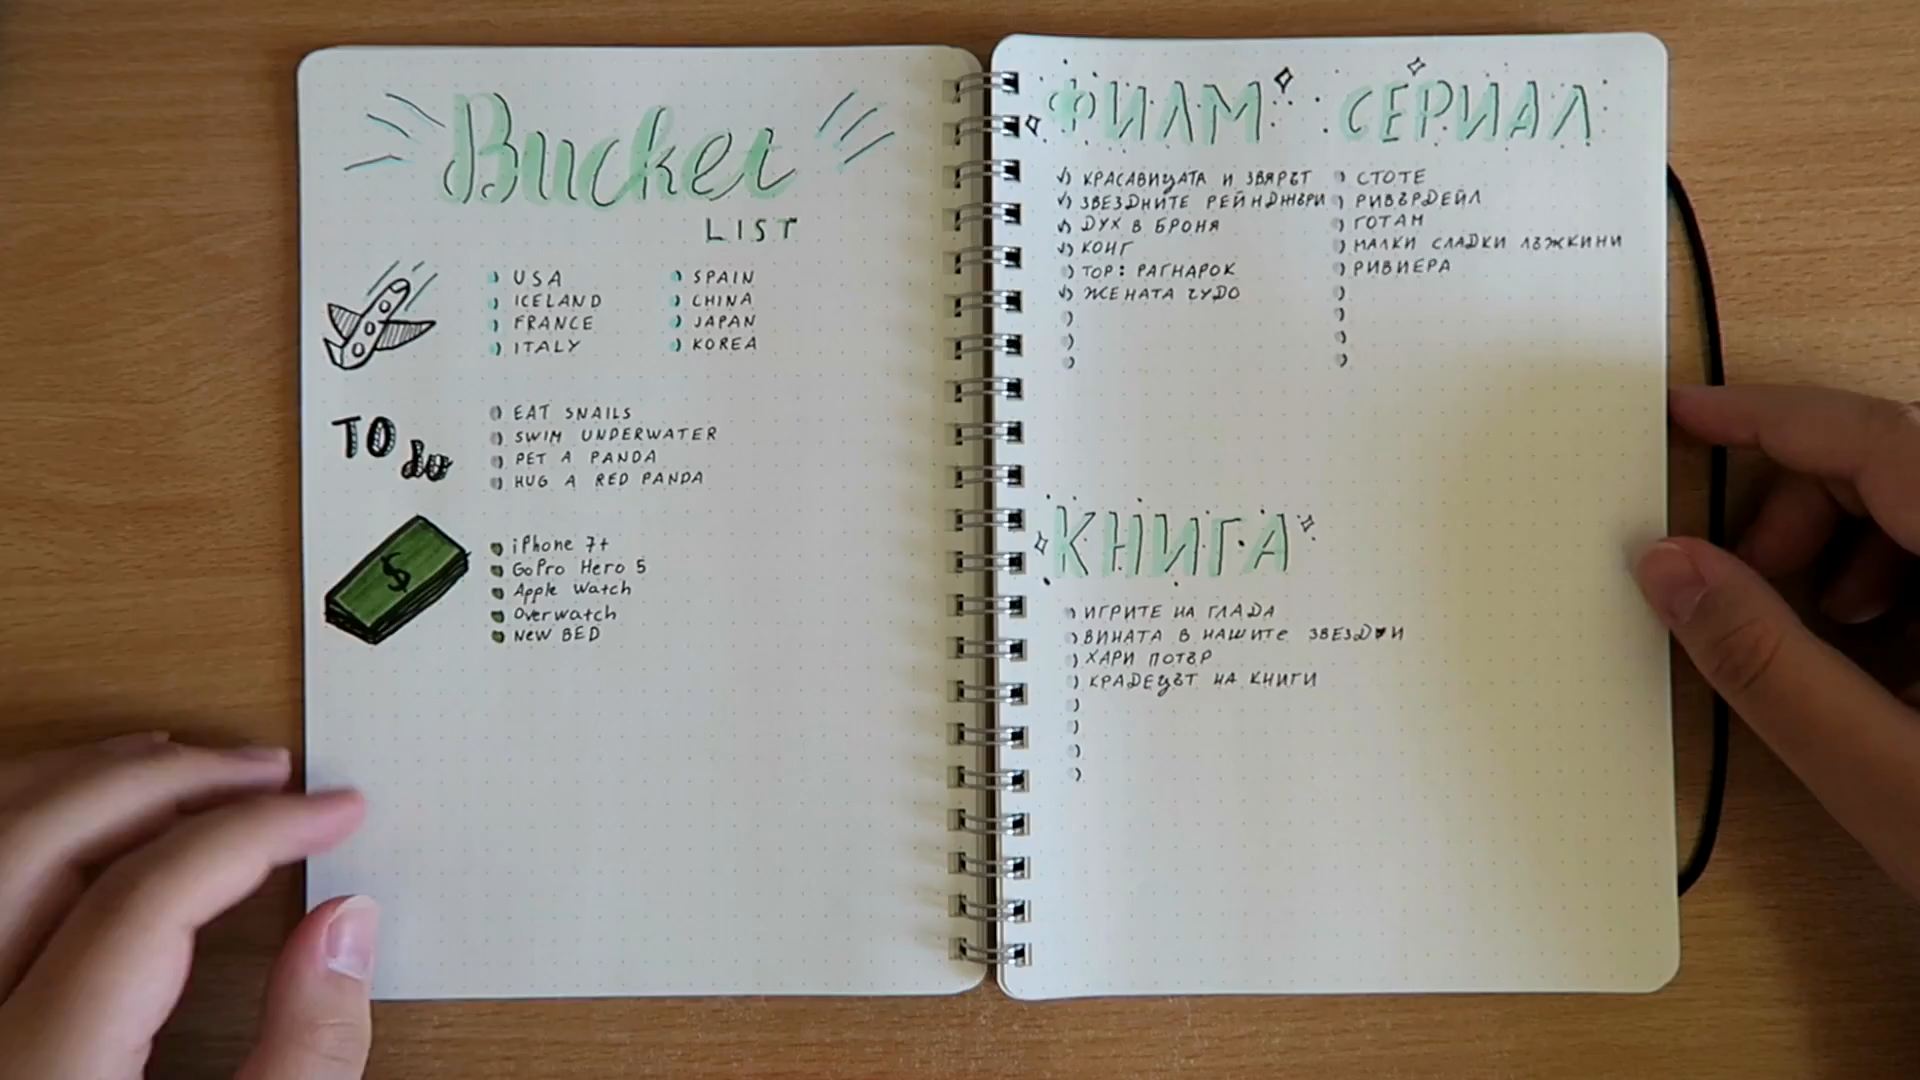 Bucket
LIST
USA
ICELAND
FRANCE
ITALY
SPAIN
CHINA
JAPAN
KOREA
TO do
EAT SNAILS
SWIM UNDERWATER
PET A PANDA
HUG A RED PANDA
$
iPhone 7+
GoPro Hero 5
Apple Watch
Overwatch
NEW BED
ФИЛМ
КРАСАВИЦАТА И ЗВЯРЪТ
ЗВЕЗДНИТЕ РЕЙНДЖЪРИ
ДУХ В БРОНЯ
КОНГ
ТОР: РАГНАРОК
ЖЕНАТА ЧУДО
СЕРИАЛ
СТОТЕ
РИВЪРДЕЙЛ
ГОТАМ
МАЛКИ СЛАДКИ ЛЪЖКИНИ
РИВИЕРА
КНИГА
ИГРИТЕ НА ГЛАДА
ВИНАТА В НАШИТЕ ЗВЕЗДИ
ХАРИ ПОТЪР
КРАДЕЦЪТ НА КНИГИ